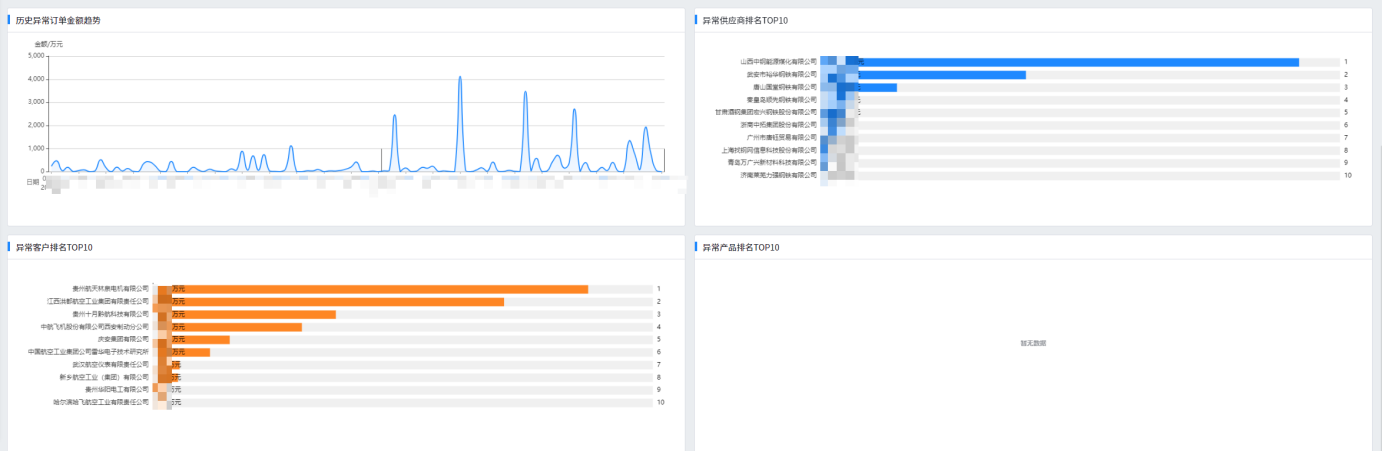 历史异常订单金额趋势
金额/万元
5,000
4,000
3,000
2,000
1,000
0
日期
异常供应商排名TOP10
山西中钢能源煤化有限公司 1
武安市裕华钢铁有限公司 2
唐山国堂钢铁有限公司 3
秦皇岛顺先钢铁有限公司 4
甘肃酒钢集团宏兴钢铁股份有限公司 5
浙商中拓集团股份有限公司 6
广州市唐钰贸易有限公司 7
上海找钢网信息科技股份有限公司 8
青岛万广兴新材料科技有限公司 9
济南莱芜力强钢铁有限公司 10
异常客户排名TOP10
贵州航天林泉电机有限公司 万元 1
江西洪都航空工业集团有限责任公司 万元 2
贵州十月黔航科技有限公司 万元 3
中航飞机股份有限公司西安制动分公司 万元 4
庆安集团有限公司 万元 5
中国航空工业集团公司雷华电子技术研究所 万元 6
武汉航空仪表有限责任公司 万元 7
新乡航空工业（集团）有限公司 万元 8
贵州华阳电工有限公司 万元 9
哈尔滨哈飞航空工业有限责任公司 万元 10
异常产品排名TOP10
暂无数据